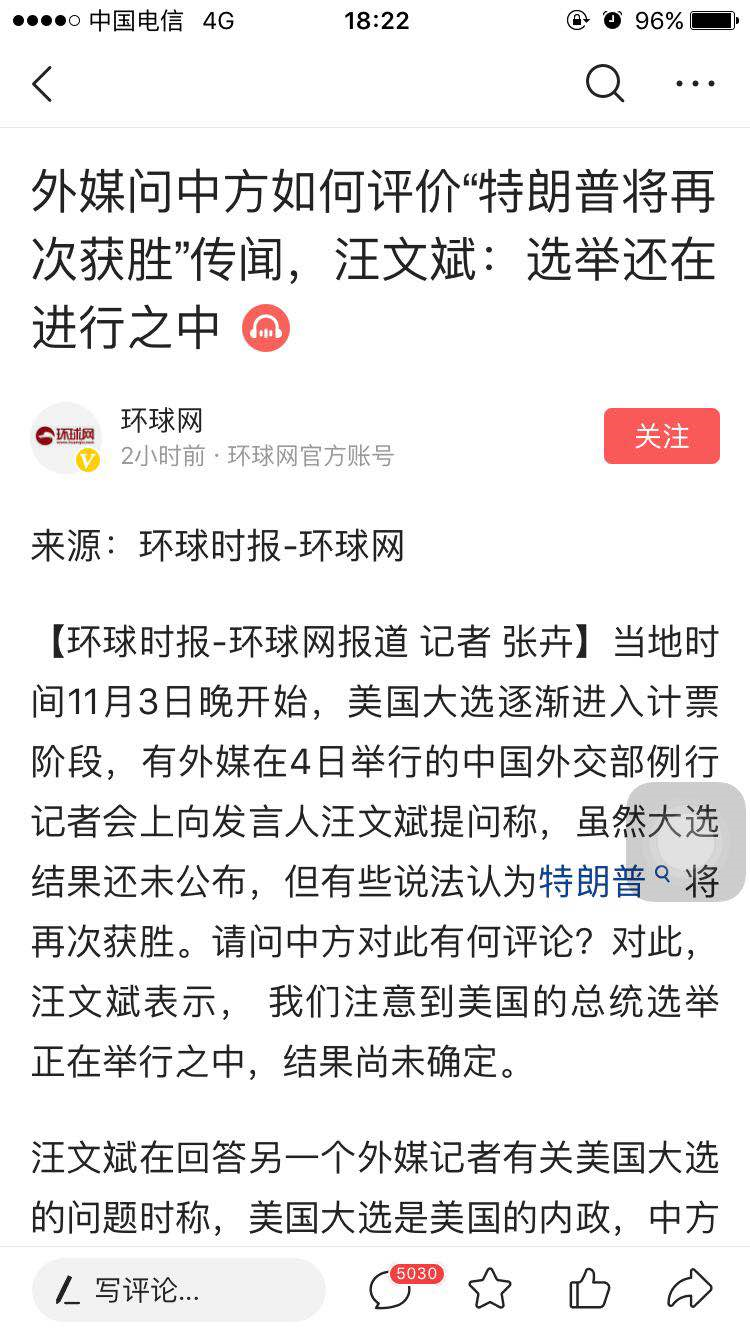 中国电信 4G 18:22 96%
外媒问中方如何评价“特朗普将再
次获胜”传闻，汪文斌：选举还在
进行之中
环球网
环球网
V
2小时前 · 环球网官方账号
关注
来源：环球时报-环球网
【环球时报-环球网报道 记者 张卉】当地时
间11月3日晚开始，美国大选逐渐进入计票
阶段，有外媒在4日举行的中国外交部例行
记者会上向发言人汪文斌提问称，虽然大选
结果还未公布，但有些说法认为特朗普 将
再次获胜。请问中方对此有何评论？对此，
汪文斌表示， 我们注意到美国的总统选举
正在举行之中，结果尚未确定。
汪文斌在回答另一个外媒记者有关美国大选
的问题时称，美国大选是美国的内政，中方
写评论...
5030